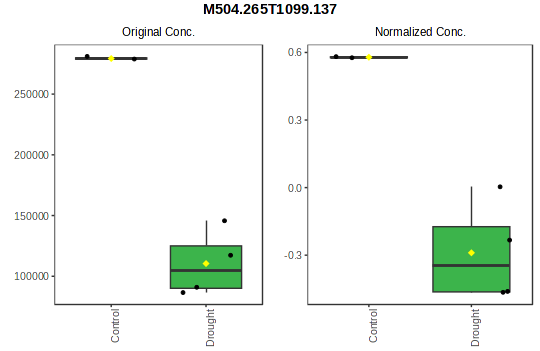 M504.265T1099.137
Original Conc.
Normalized Conc.
250000
200000
150000
100000
Control
Drought
0.6
0.3
0.0
-0.3
Control
Drought